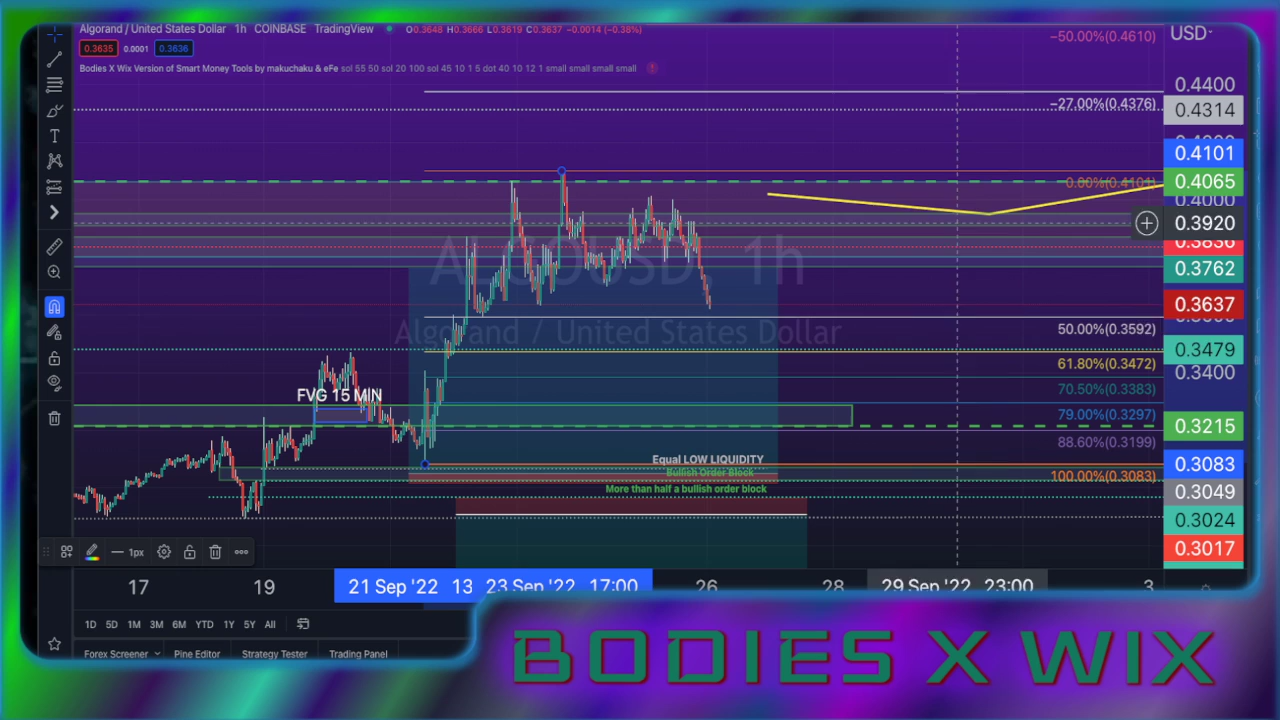 Algorand / United States Dollar 1h COINBASE TradingView O0.3648 H0.3666 L0.3619 C0.3637 −0.0014 (−0.38%)
0.3635 0.0001 0.3636
Bodies X Wix Version of Smart Money Tools by makuchaku & eFe sol 55 50 sol 20 100 sol 45 10 1 5 dot 40 10 12 1 small small small small
USD
−50.00%(0.4610)
0.4400
−27.00%(0.4376)
0.4314
0.4101
0.00%(0.4101)
0.4065
0.4000
0.3920
0.3836
ALGOUSD, 1h
0.3762
0.3637
Algorand / United States Dollar
50.00%(0.3592)
0.3479
61.80%(0.3472)
0.3400
70.50%(0.3383)
FVG 15 MIN
79.00%(0.3297)
0.3215
88.60%(0.3199)
Equal LOW LIQUIDITY
0.3083
Bullish Order Block
100.00%(0.3083)
More than half a bullish order block
0.3049
0.3024
0.3017
1px
17 19 21 Sep '22 13 23 Sep '22 17:00 26 28 29 Sep '22 23:00 3
1D 5D 1M 3M 6M YTD 1Y 5Y All
Forex Screener Pine Editor Strategy Tester Trading Panel
BODIES X WIX